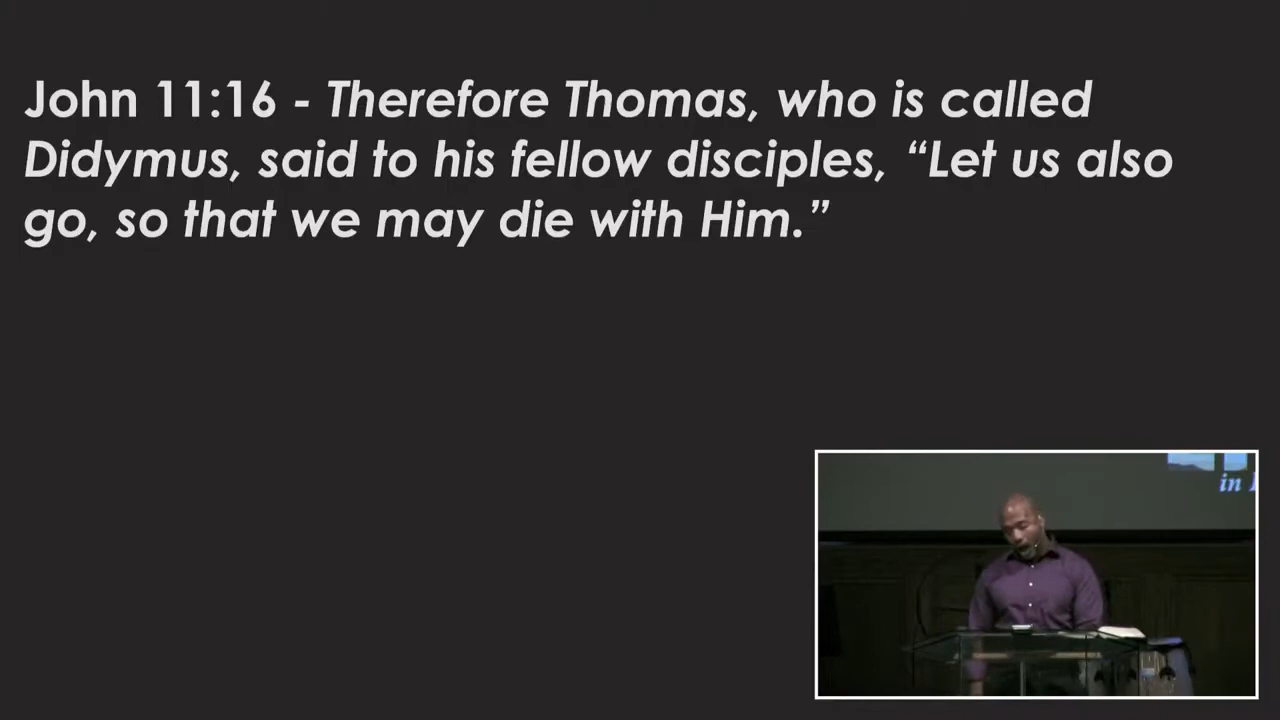 John 11:16 - Therefore Thomas, who is called
Didymus, said to his fellow disciples, “Let us also
go, so that we may die with Him.”
in